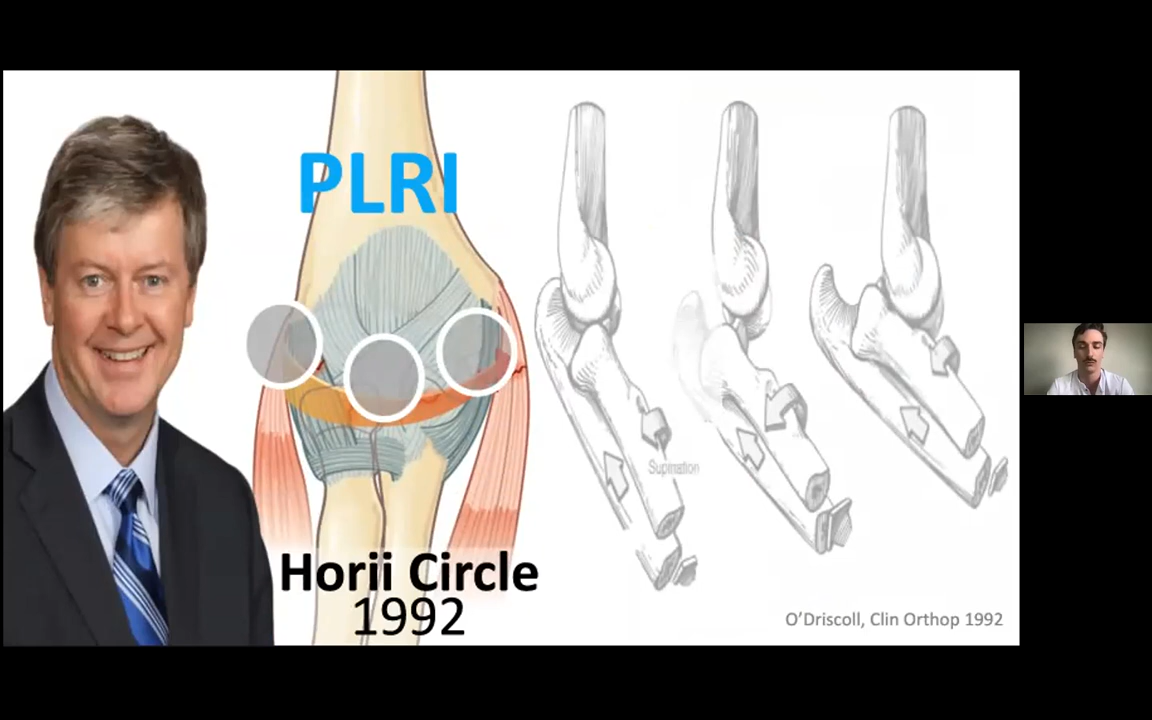 PLRI
Supination
Horii Circle
1992
O'Driscoll, Clin Orthop 1992